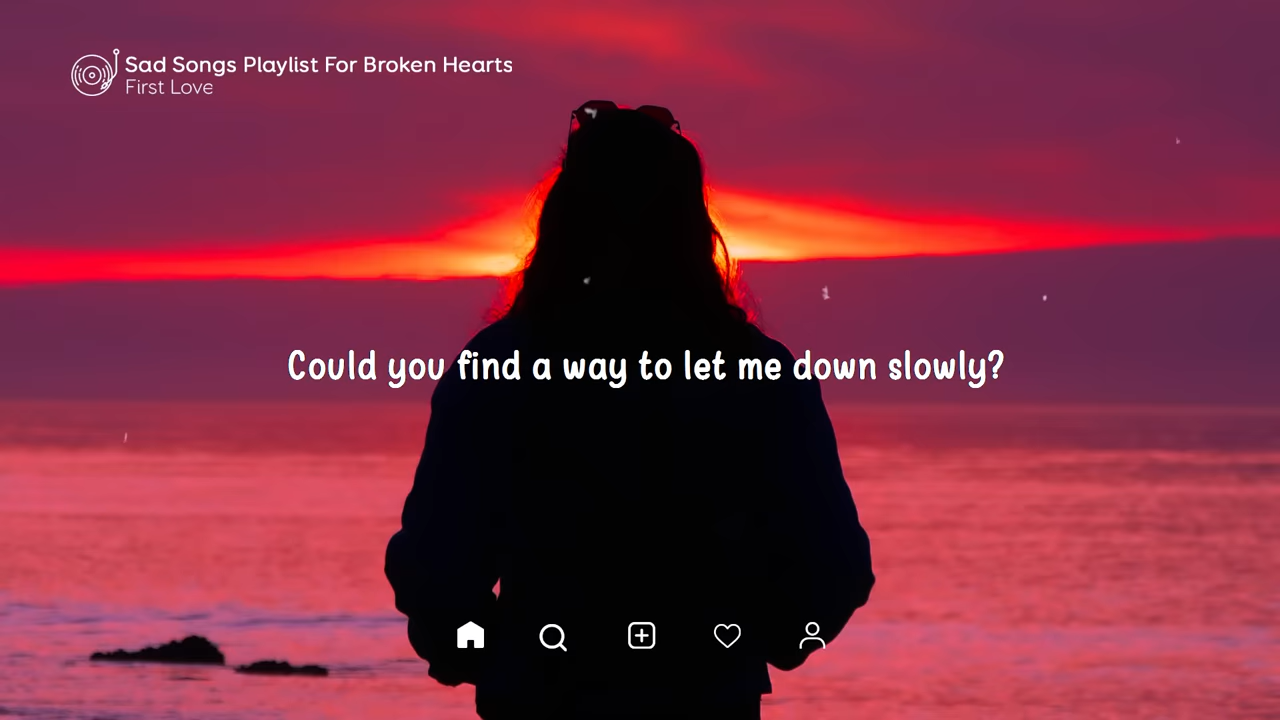 Sad Songs Playlist For Broken Hearts
First Love
Could you find a way to let me down slowly?